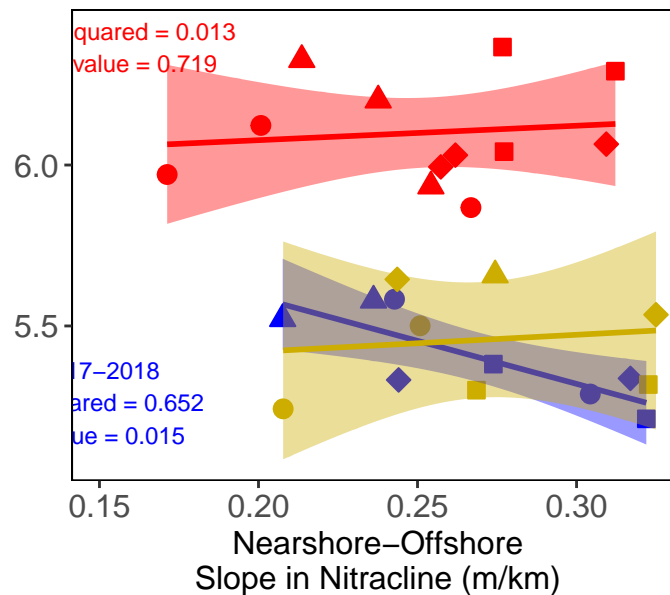 quared = 0.013
value = 0.719
6.0
5.5
17−2018
ared = 0.652
ue = 0.015
0.15 0.20 0.25 0.30
Nearshore−Offshore
Slope in Nitracline (m/km)